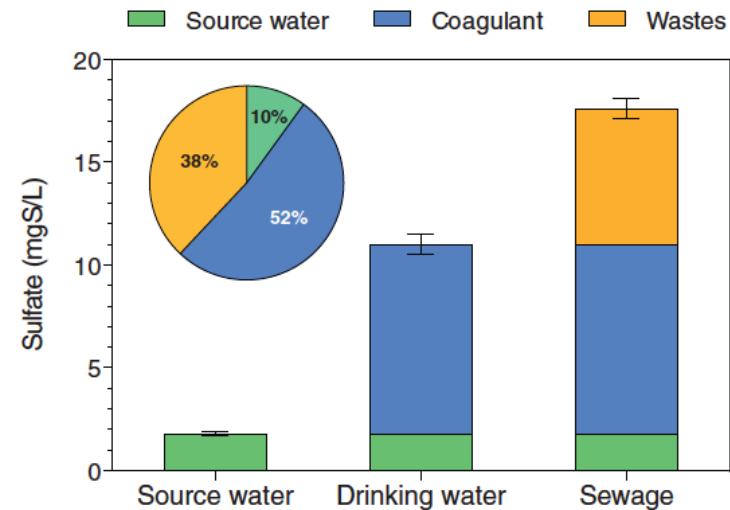 Source water Coagulant Wastes
20
15
10
5
0
Sulfate (mgS/L)
10%
38%
52%
Source water Drinking water Sewage